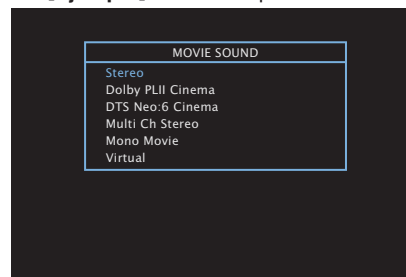 MOVIE SOUND
Stereo
Dolby PLII Cinema
DTS Neo:6 Cinema
Multi Ch Stereo
Mono Movie
Virtual